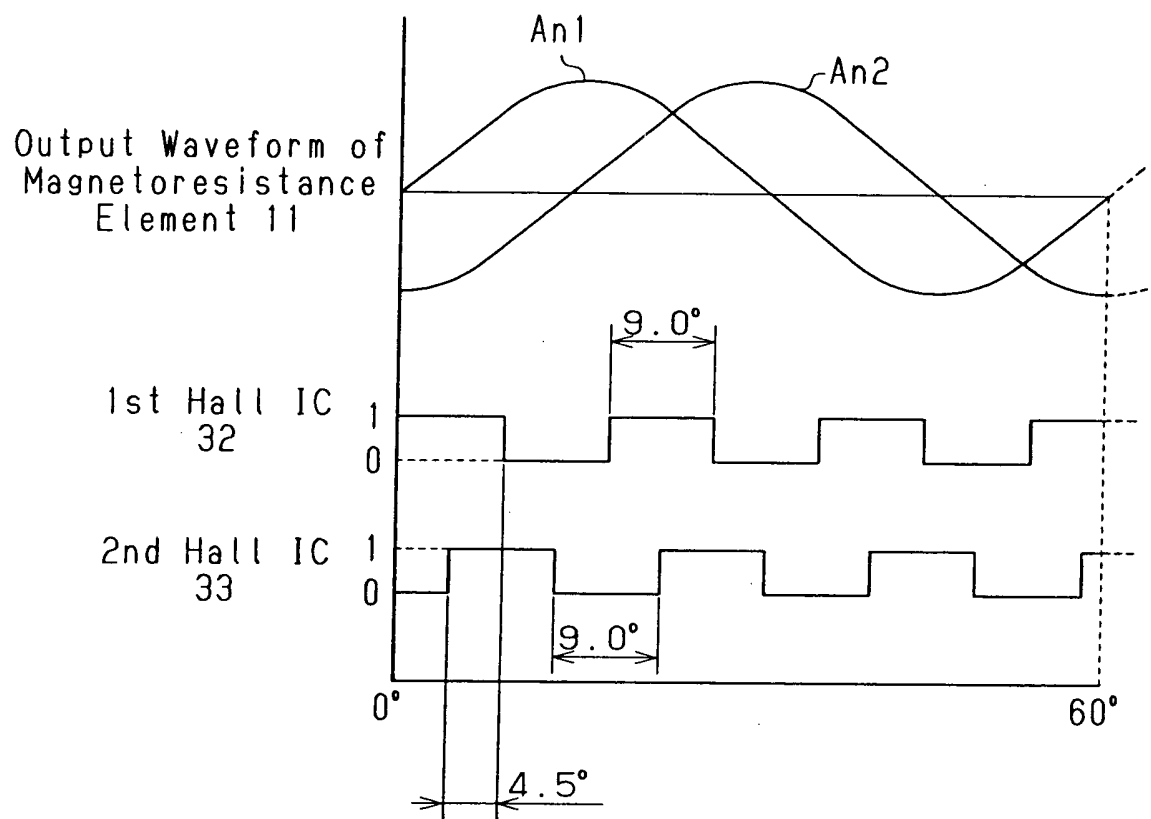 An1
An2
Output Waveform of
Magnetoresistance
Element 11
9.0°
1st Hall IC
32
1
0
2nd Hall IC
33
1
0
9.0°
0°
60°
4.5°